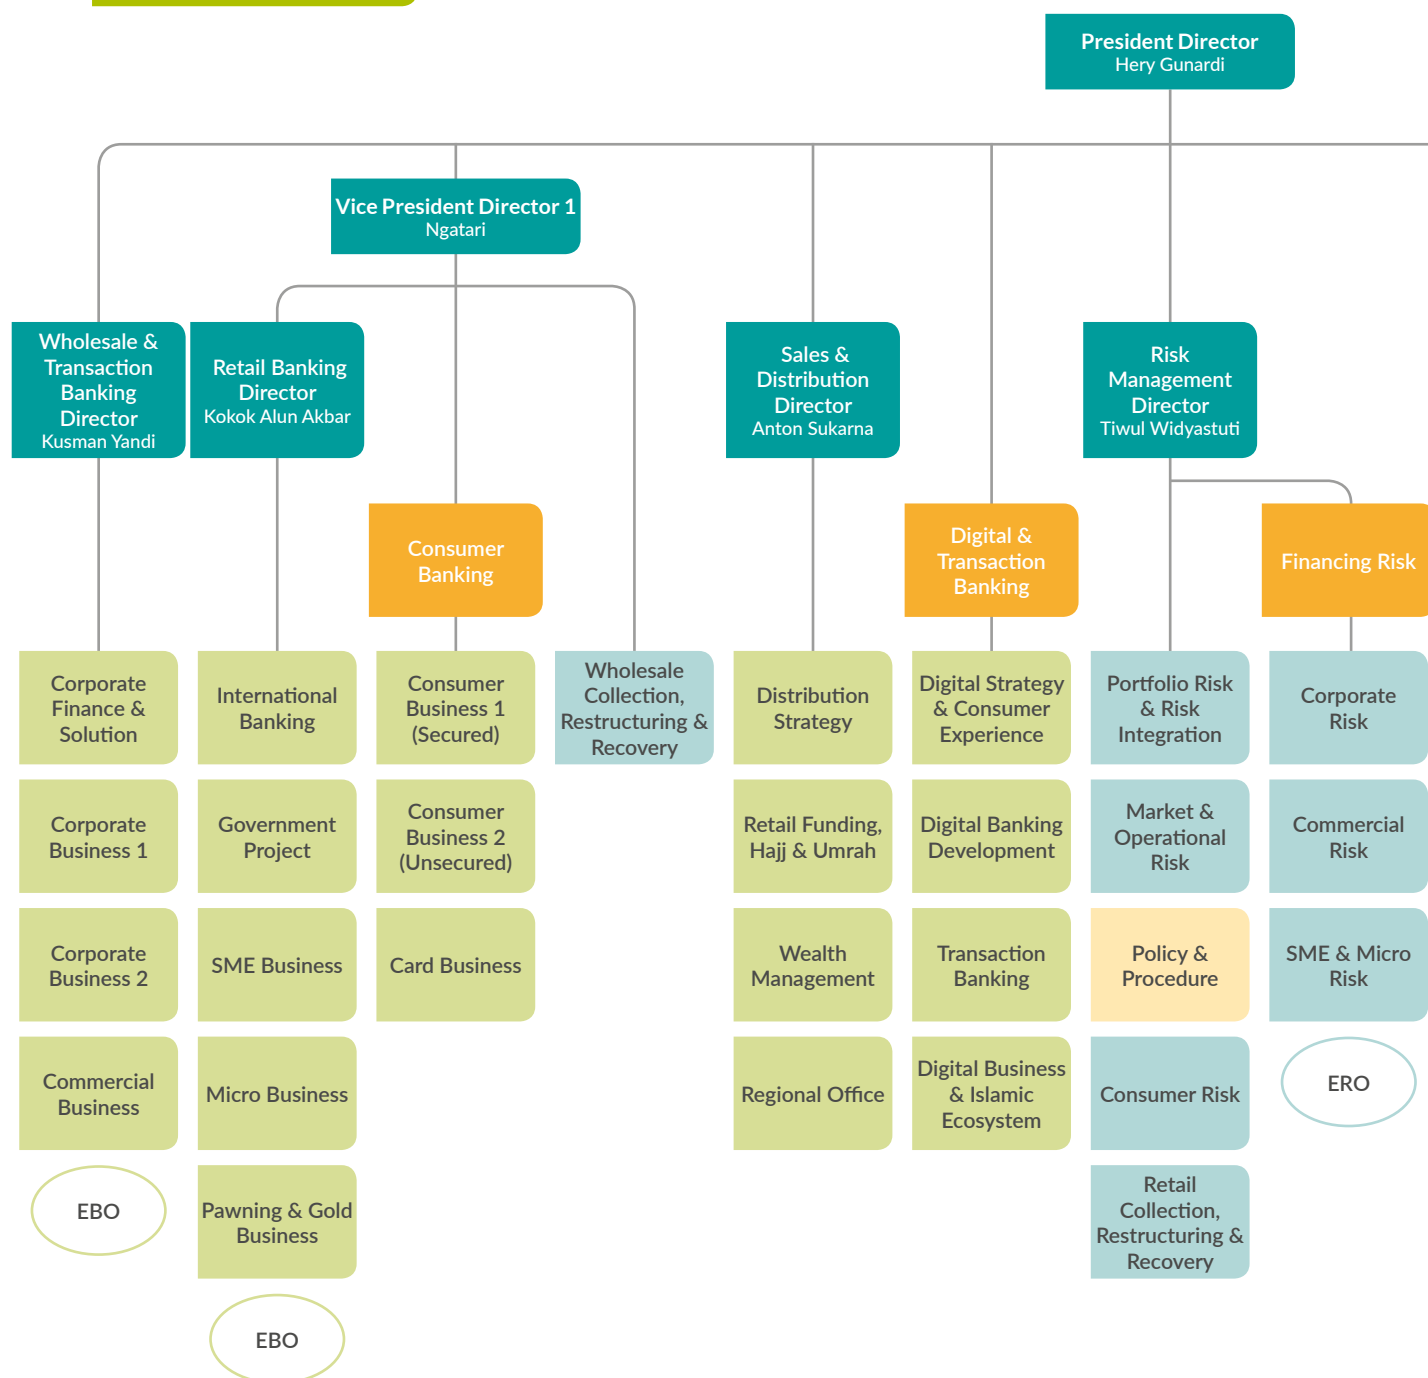 President Director
Hery Gunardi
Vice President Director 1
Ngatari
Wholesale &
Transaction
Banking
Director
Kusman Yandi
Retail Banking
Director
Kokok Alun Akbar
Sales &
Distribution
Director
Anton Sukarna
Risk
Management
Director
Tiwul Widyastuti
Consumer
Banking
Digital &
Transaction
Banking
Financing Risk
Corporate
Finance &
Solution
International
Banking
Consumer
Business 1
(Secured)
Wholesale
Collection,
Restructuring &
Recovery
Distribution
Strategy
Digital Strategy
& Consumer
Experience
Portfolio Risk
& Risk
Integration
Corporate
Risk
Corporate
Business 1
Government
Project
Consumer
Business 2
(Unsecured)
Retail Funding,
Hajj & Umrah
Digital Banking
Development
Market &
Operational
Risk
Commercial
Risk
Corporate
Business 2
SME Business
Card Business
Wealth
Management
Transaction
Banking
Policy &
Procedure
SME & Micro
Risk
Commercial
Business
Micro Business
Regional Office
Digital Business
& Islamic
Ecosystem
Consumer Risk
ERO
EBO
Pawning & Gold
Business
Retail
Collection,
Restructuring &
Recovery
EBO